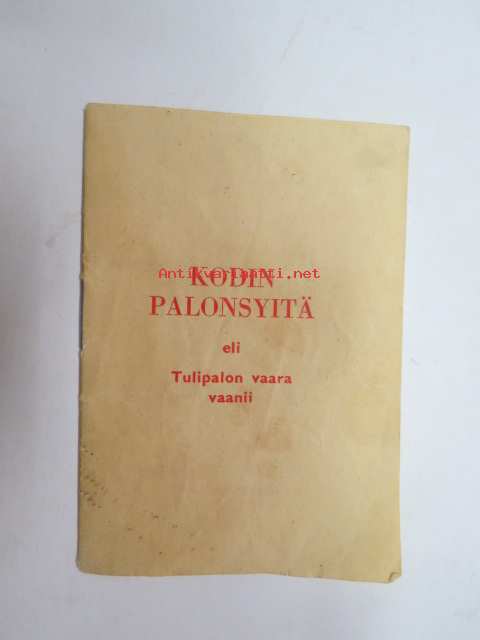 Antikvariaatti.net
KODIN
PALONSYITÄ
eli
Tulipalon vaara
vaanii